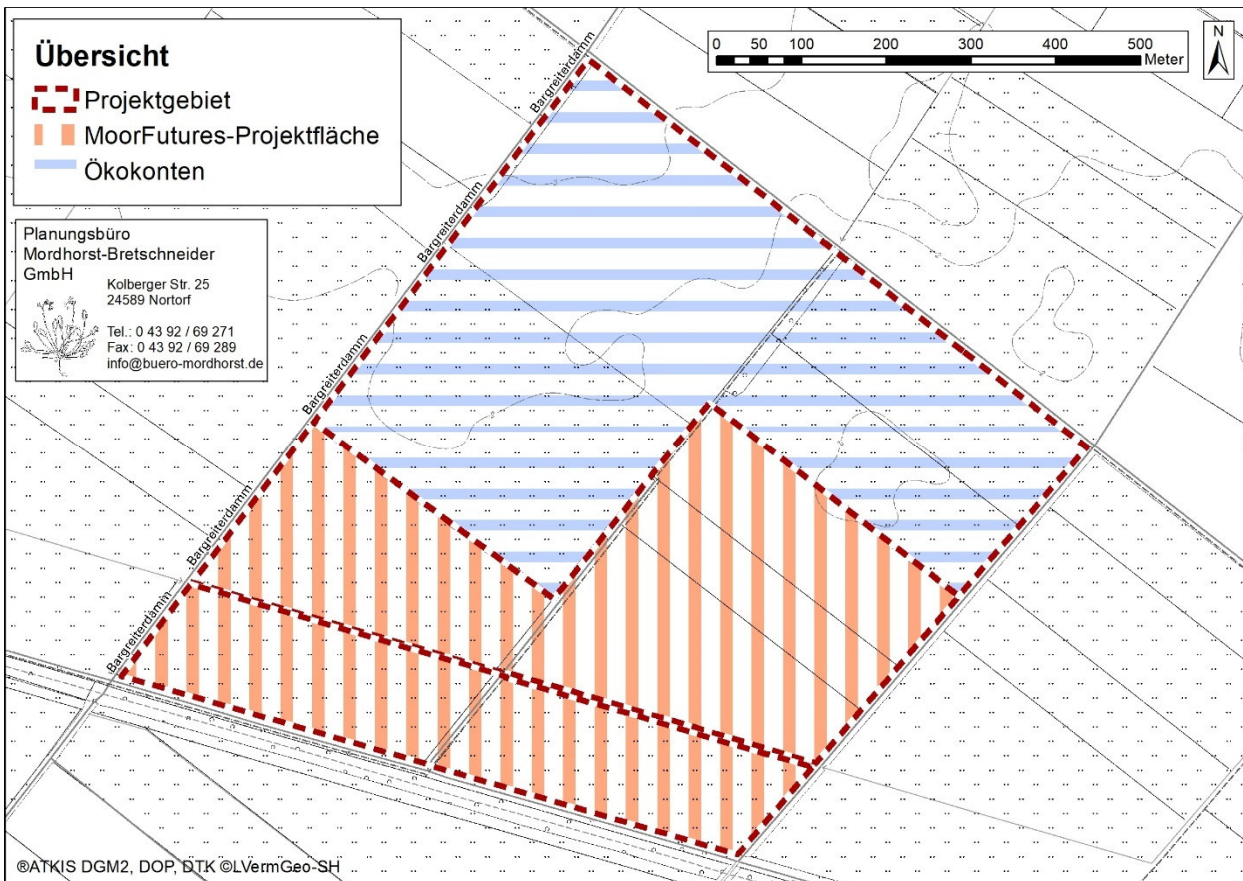 Übersicht
Projektgebiet
MoorFutures-Projektfläche
Ökokonten
Planungsbüro
Mordhorst-Bretschneider
GmbH
Kolberger Str. 25
24589 Nortorf
Tel.: 0 43 92 / 69 271
Fax: 0 43 92 / 69 289
info@buero-mordhorst.de
0 50 100 200 300 400 500
Meter
N
Bargreiterdamm
Bargreiterdamm
Bargreiterdamm
Bargreiterdamm
Bargreiterdamm
Bargreiterdamm
®ATKIS DGM2, DOP, DTK ©LVermGeo-SH